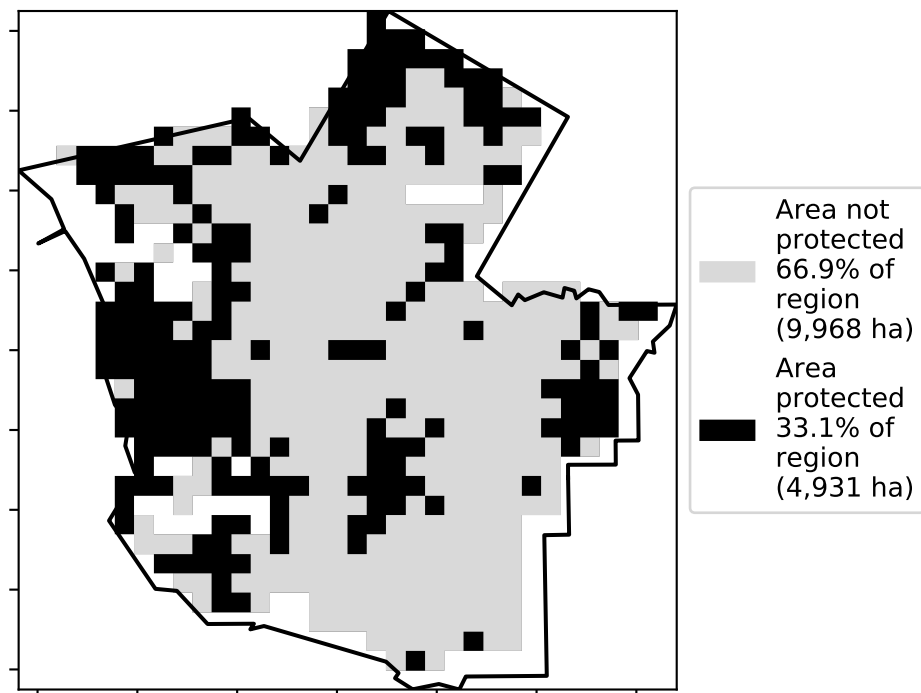 Area not
protected
66.9% of
region
(9,968 ha)
Area
protected
33.1% of
region
(4,931 ha)